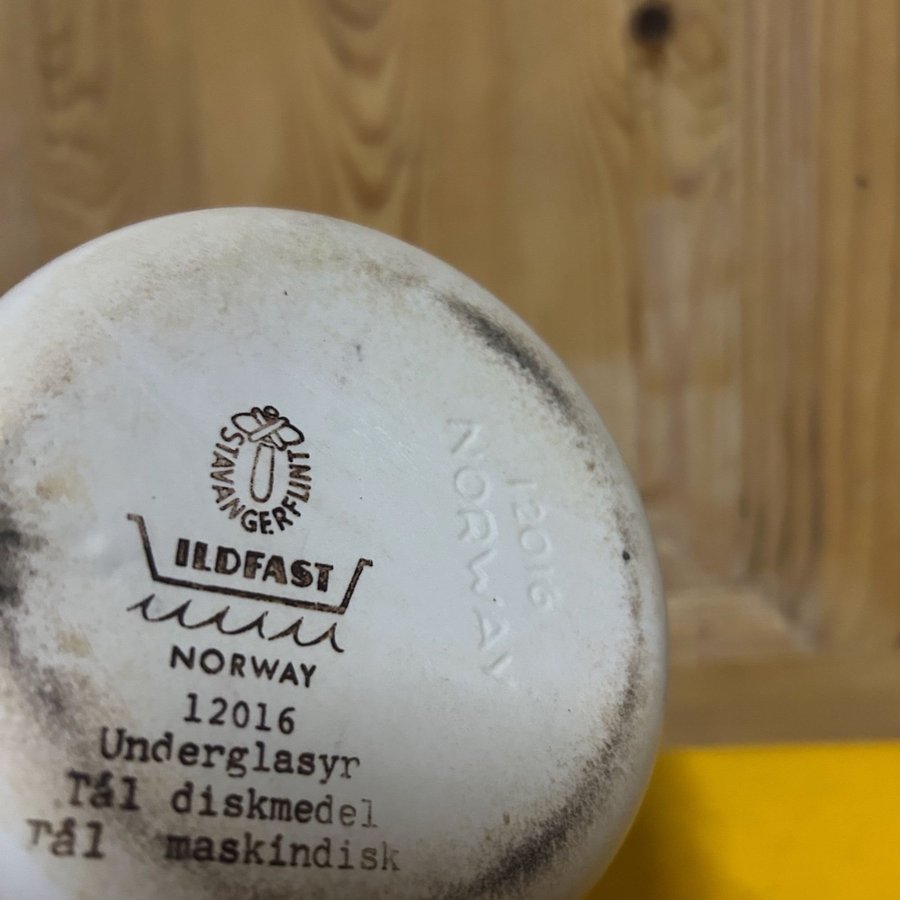 STAVANGERFLINT
ILDFAST
NORWAY
12016
Underglasyr
Tål diskmedel
Tål maskindisk
12016
NORWAY